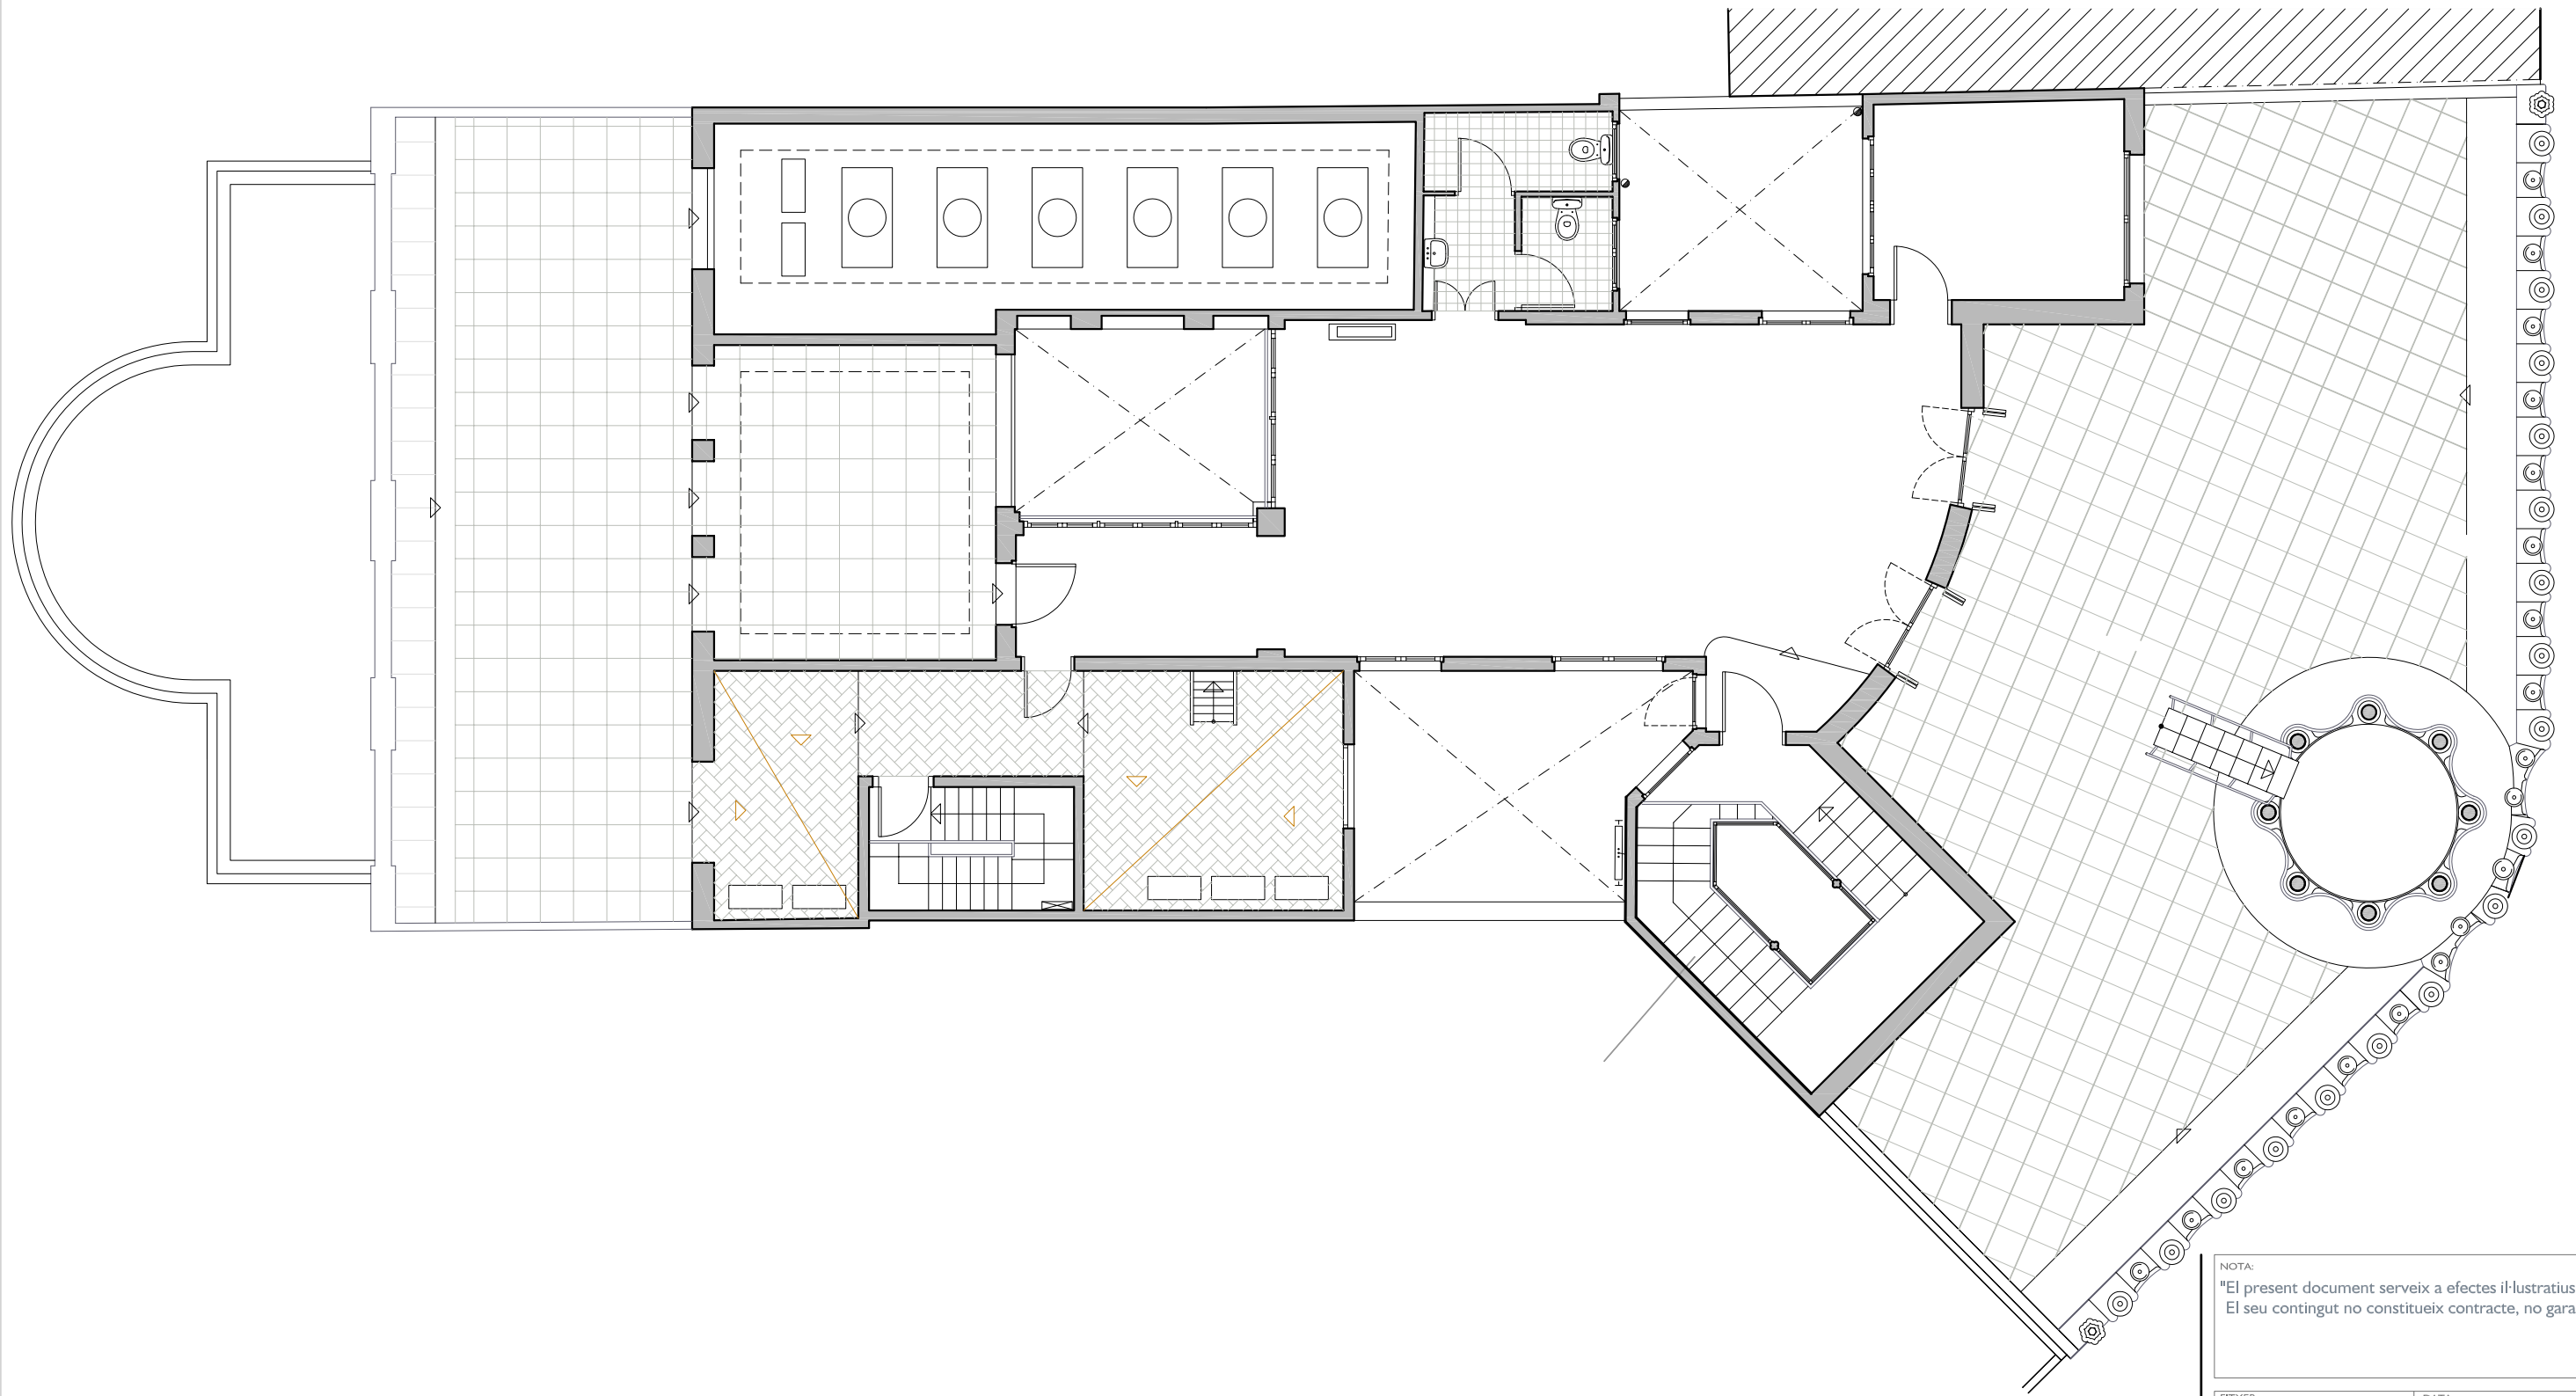 NOTA:
"El present document serveix a efectes il·lustratius
El seu contingut no constitueix contracte, no gara